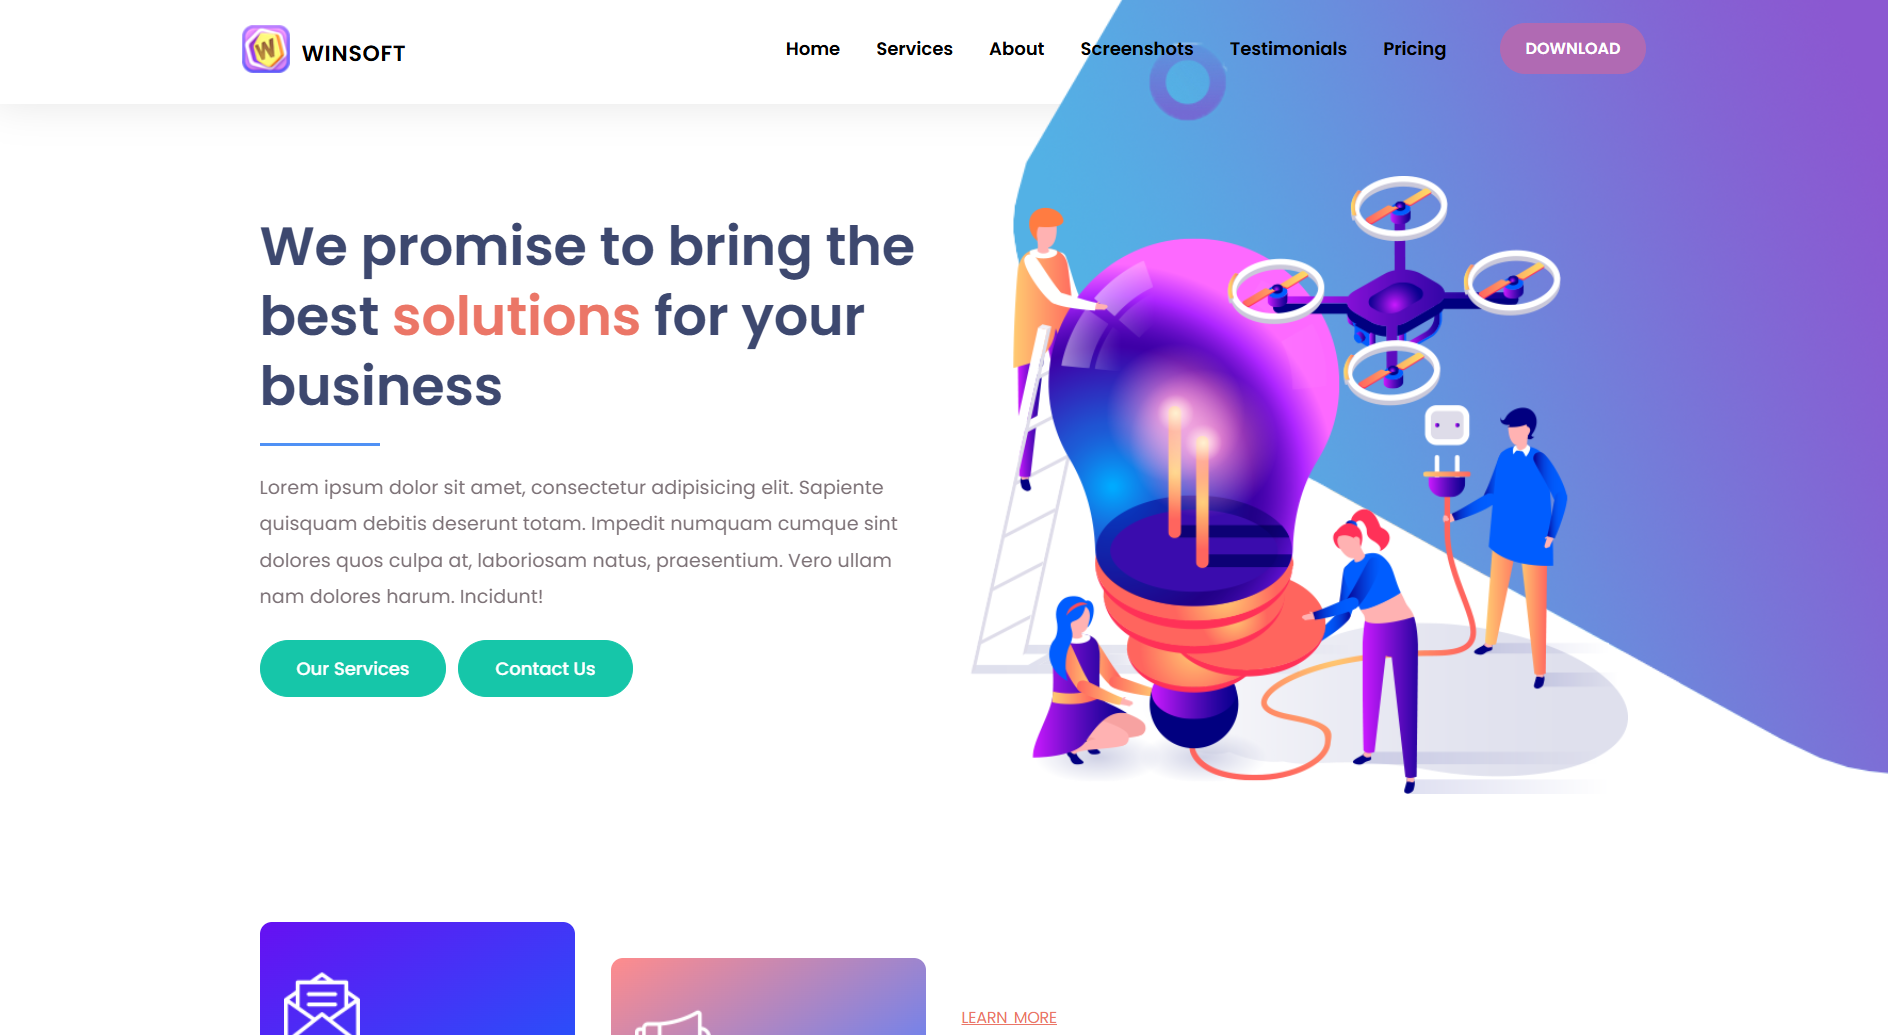 W WINSOFT
Home Services About Screenshots Testimonials Pricing DOWNLOAD
We promise to bring the
best solutions for your
business
Lorem ipsum dolor sit amet, consectetur adipisicing elit. Sapiente
quisquam debitis deserunt totam. Impedit numquam cumque sint
dolores quos culpa at, laboriosam natus, praesentium. Vero ullam
nam dolores harum. Incidunt!
Our Services Contact Us
LEARN MORE